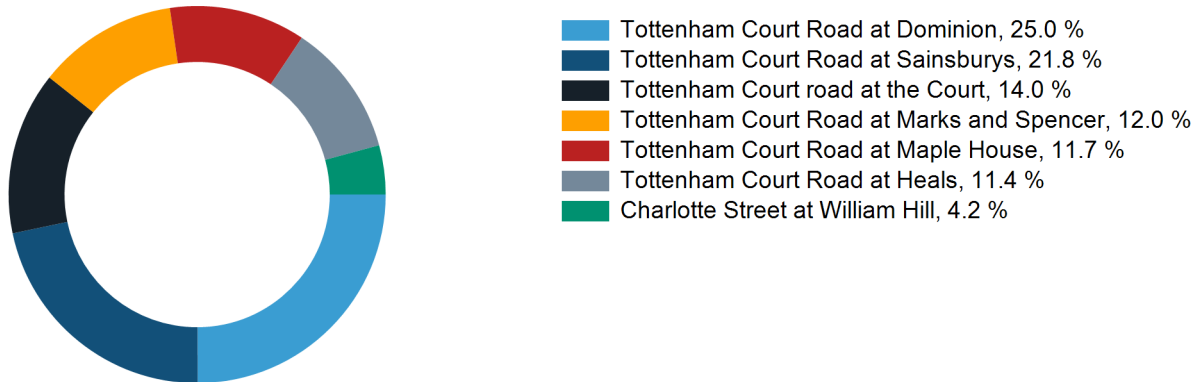 Tottenham Court Road at Dominion, 25.0 %
Tottenham Court Road at Sainsburys, 21.8 %
Tottenham Court road at the Court, 14.0 %
Tottenham Court Road at Marks and Spencer, 12.0 %
Tottenham Court Road at Maple House, 11.7 %
Tottenham Court Road at Heals, 11.4 %
Charlotte Street at William Hill, 4.2 %